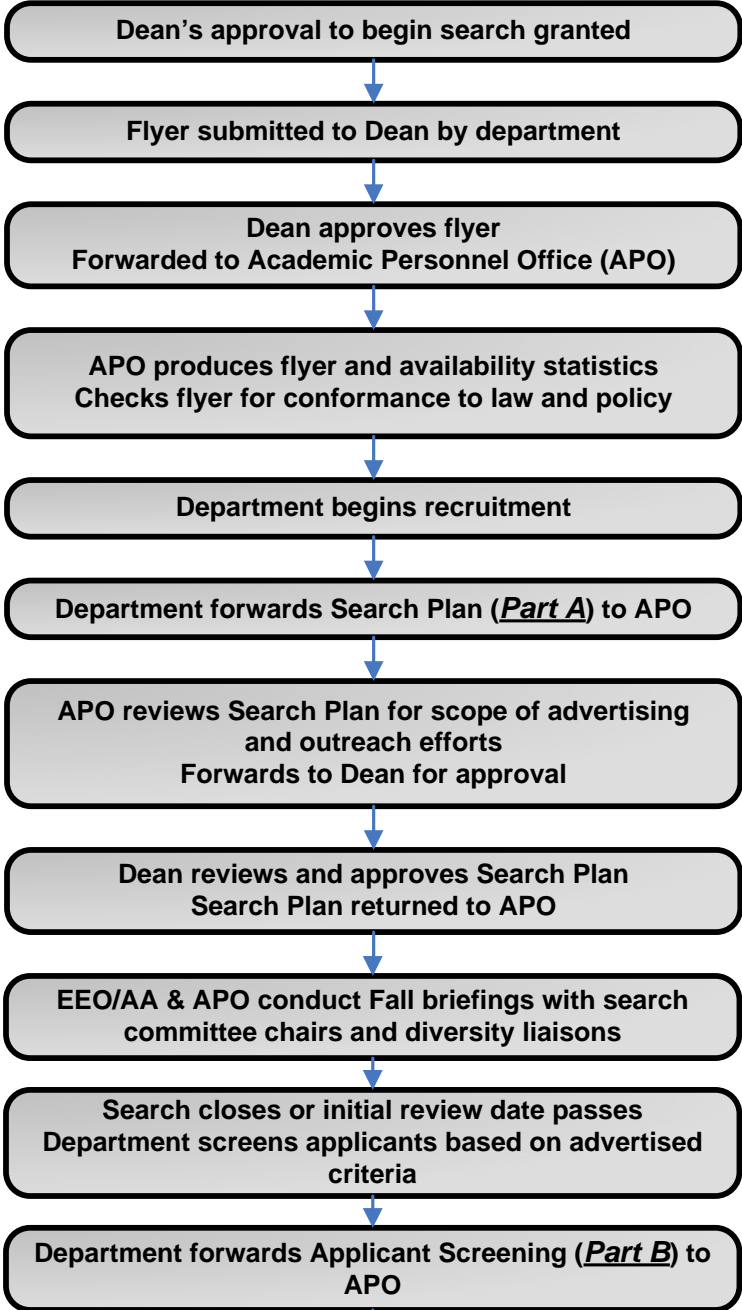 Dean’s approval to begin search granted
Flyer submitted to Dean by department
Dean approves flyer
Forwarded to Academic Personnel Office (APO)
APO produces flyer and availability statistics
Checks flyer for conformance to law and policy
Department begins recruitment
Department forwards Search Plan (Part A) to APO
APO reviews Search Plan for scope of advertising
and outreach efforts
Forwards to Dean for approval
Dean reviews and approves Search Plan
Search Plan returned to APO
EEO/AA & APO conduct Fall briefings with search
committee chairs and diversity liaisons
Search closes or initial review date passes
Department screens applicants based on advertised
criteria
Department forwards Applicant Screening (Part B) to
APO